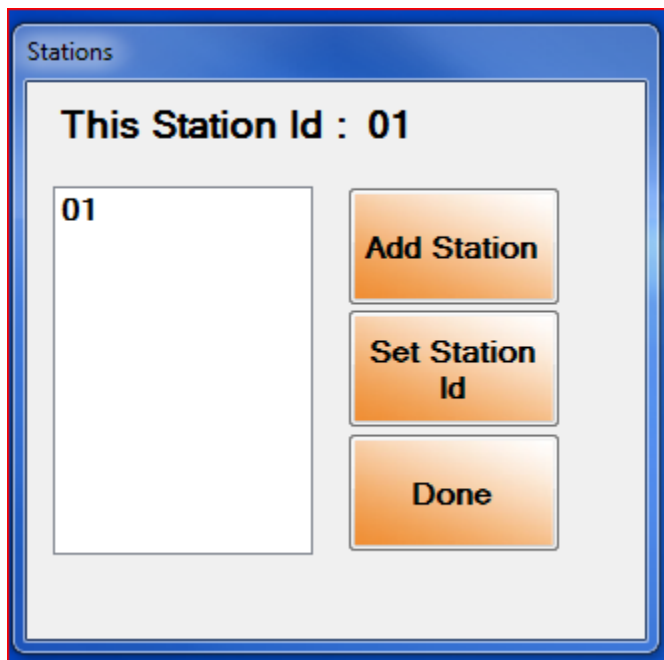 Stations
This Station Id : 01
01
Add Station
Set Station
Id
Done